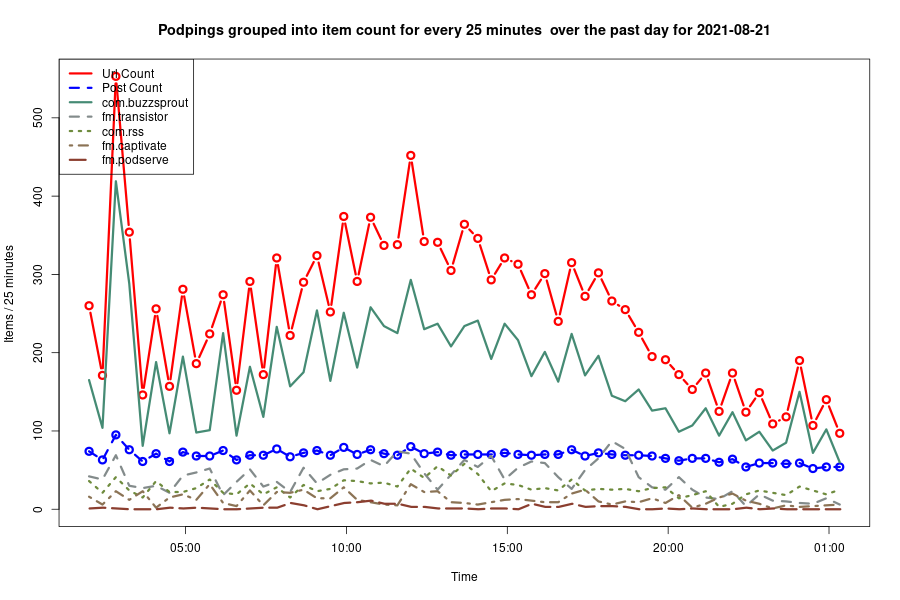 Podpings grouped into item count for every 25 minutes  over the past day for 2021-08-21
Url Count
Post Count
com.buzzsprout
fm.transistor
com.rss
fm.captivate
fm.podserve
500
400
300
200
100
0
Items / 25 minutes
05:00
10:00
15:00
20:00
01:00
Time